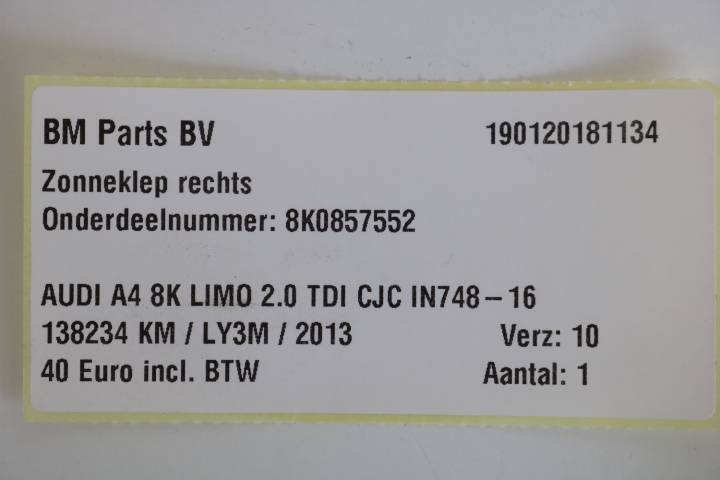 BM Parts BV 190120181134
Zonneklep rechts
Onderdeelnummer: 8K0857552
AUDI A4 8K LIMO 2.0 TDI CJC IN748-16
138234 KM / LY3M / 2013 Verz: 10
40 Euro incl. BTW Aantal: 1